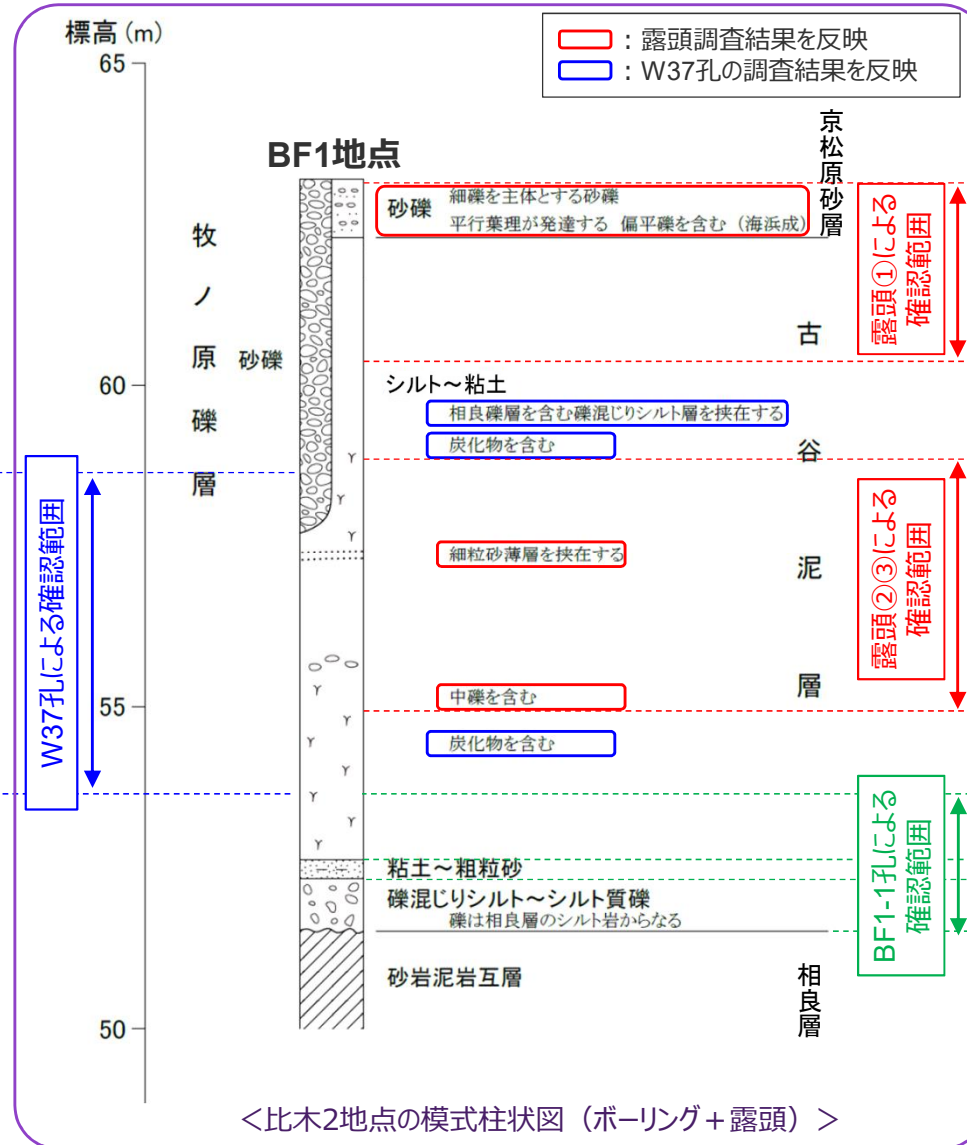 標高(m)
65
：露頭調査結果を反映
：W37孔の調査結果を反映
BF1地点
京松原砂層
砂礫 細礫を主体とする砂礫
平行葉理が発達する 偏平礫を含む（海浜成）
露頭①による
確認範囲
牧ノ原礫層
砂礫
60
古谷泥層
シルト～粘土
相良礫層を含む礫混じりシルト層を挟在する
炭化物を含む
W37孔による確認範囲
細粒砂薄層を挟在する
露頭②③による
確認範囲
55
中礫を含む
炭化物を含む
BF1-1孔による
確認範囲
粘土～粗粒砂
礫混じりシルト～シルト質礫
礫は相良層のシルト岩からなる
砂岩泥岩互層
相良層
50
＜比木2地点の模式柱状図（ボーリング＋露頭）＞